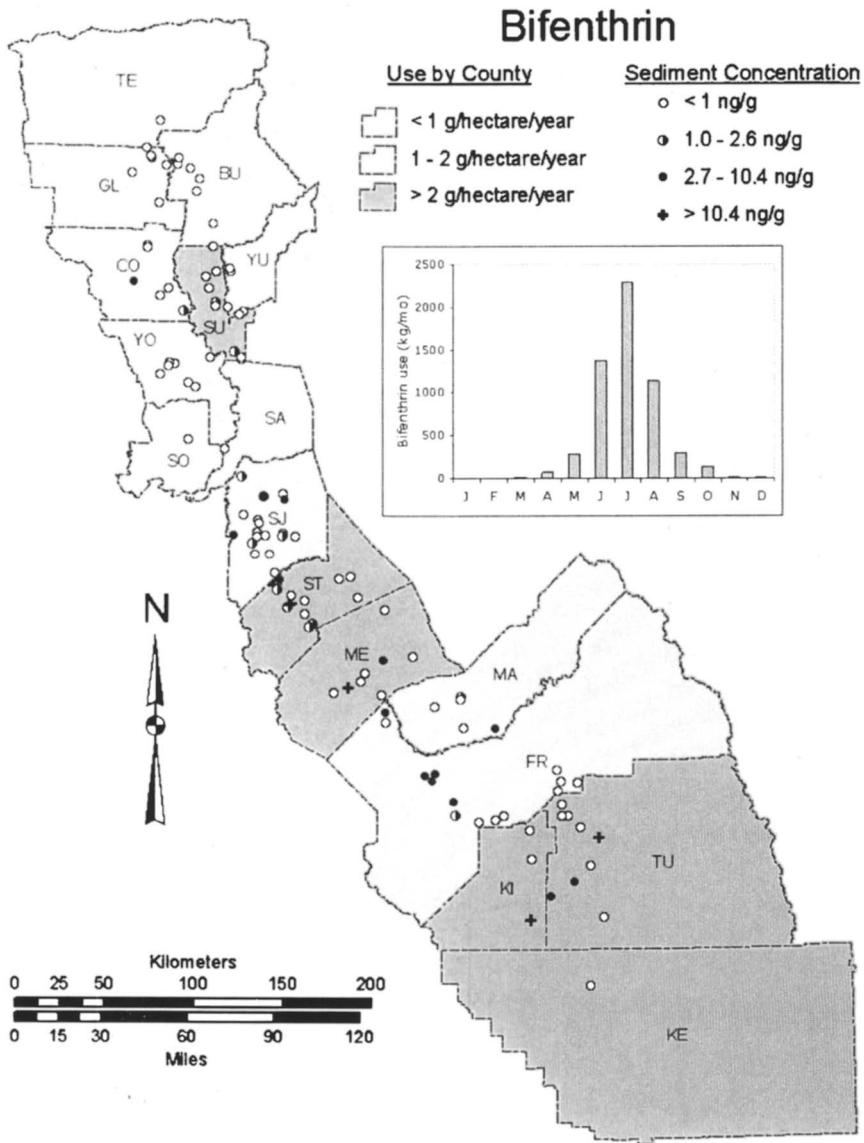 Bifenthrin
Use by County
< 1 g/hectare/year
1 - 2 g/hectare/year
> 2 g/hectare/year
Sediment Concentration
< 1 ng/g
1.0 - 2.6 ng/g
2.7 - 10.4 ng/g
> 10.4 ng/g
TE
GL
BU
CO
YU
SU
YO
SA
SO
SJ
ST
ME
MA
FR
TU
KI
KE
Bifenthrin use (kg/mo)
2500
2000
1500
1000
500
0
J F M A M J J A S O N D
N
Kilometers
0 25 50 100 150 200
0 15 30 60 90 120
Miles